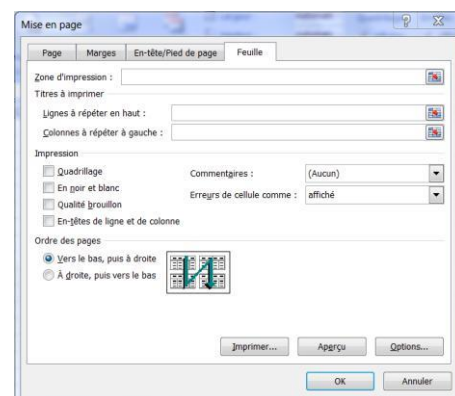 Mise en page
Page Marges En-tête/Pied de page Feuille
Zone d'impression :
Titres à imprimer
Lignes à répéter en haut :
Colonnes à répéter à gauche :
Impression
Quadrillage Commentaires : (Aucun)
En noir et blanc Erreurs de cellule comme : affiché
Qualité brouillon
En-têtes de ligne et de colonne
Ordre des pages
Vers le bas, puis à droite
À droite, puis vers le bas
Imprimer... Aperçu Options...
OK Annuler